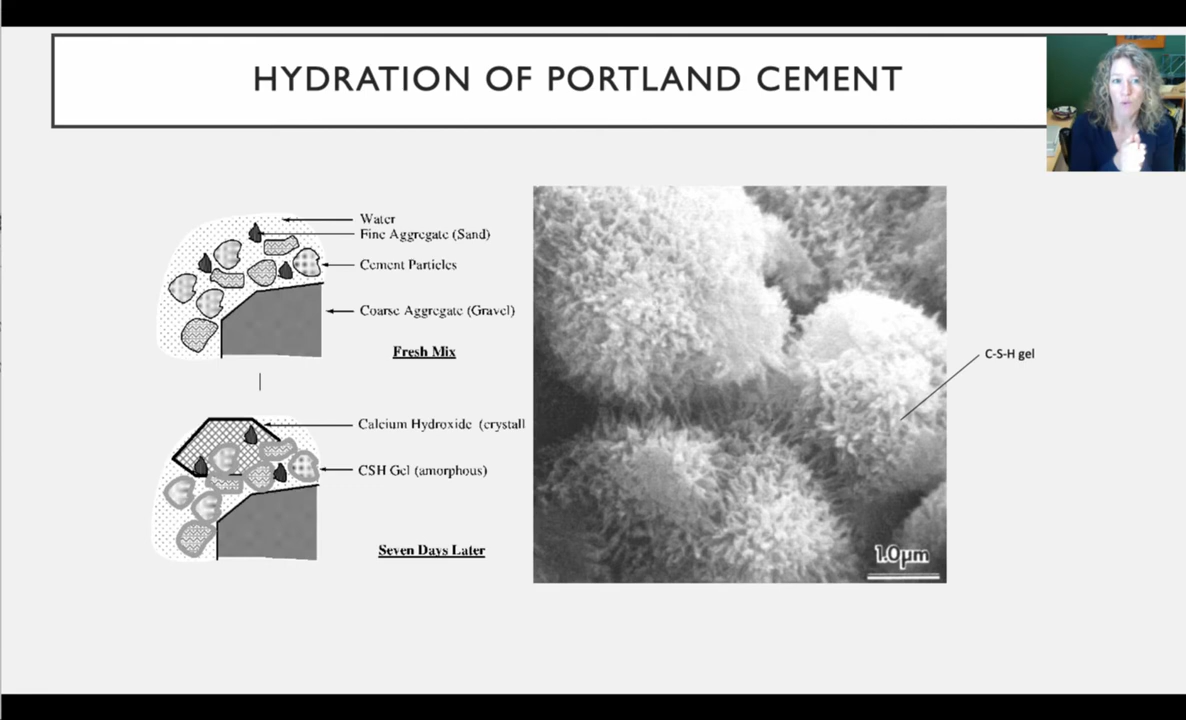 HYDRATION OF PORTLAND CEMENT
Water
Fine Aggregate (Sand)
Cement Particles
Coarse Aggregate (Gravel)
Fresh Mix
C-S-H gel
Calcium Hydroxide (crystall
CSH Gel (amorphous)
Seven Days Later
1.0μm